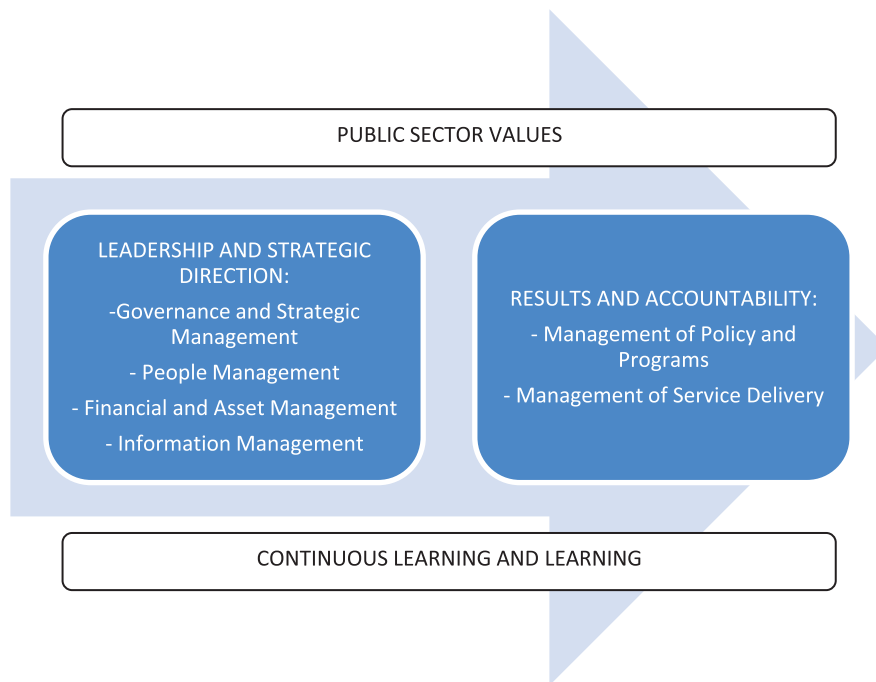 PUBLIC SECTOR VALUES
LEADERSHIP AND STRATEGIC
DIRECTION:
-Governance and Strategic
Management
- People Management
- Financial and Asset Management
- Information Management
RESULTS AND ACCOUNTABILITY:
- Management of Policy and
Programs
- Management of Service Delivery
CONTINUOUS LEARNING AND LEARNING